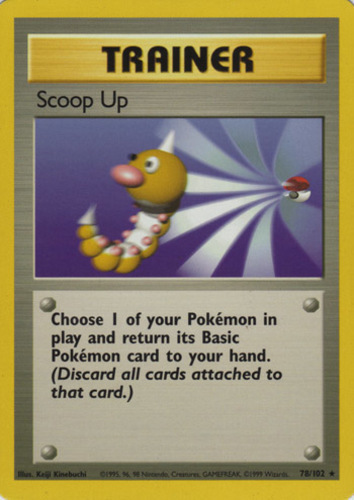 TRAINER
Scoop Up
Choose 1 of your Pokémon in
play and return its Basic
Pokémon card to your hand.
(Discard all cards attached to
that card.)
Illus. Keiji Kinebuchi ©1995, 96, 98 Nintendo, Creatures, GAMEFREAK. ©1999 Wizards. 78/102 ★